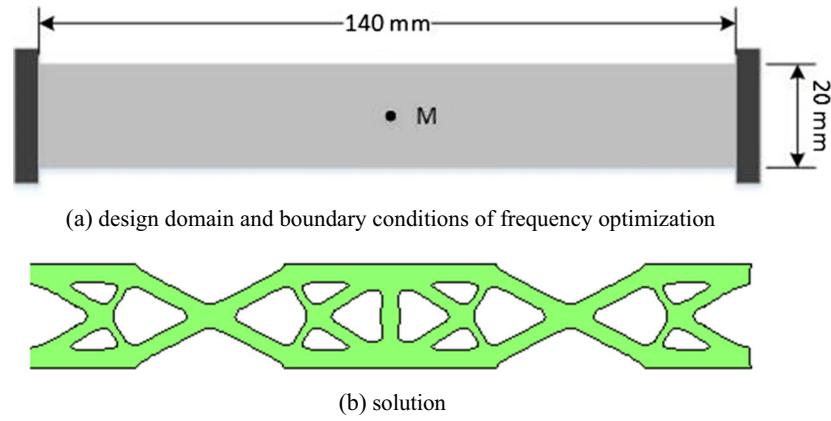 140 mm
M
20 mm
(a) design domain and boundary conditions of frequency optimization
(b) solution